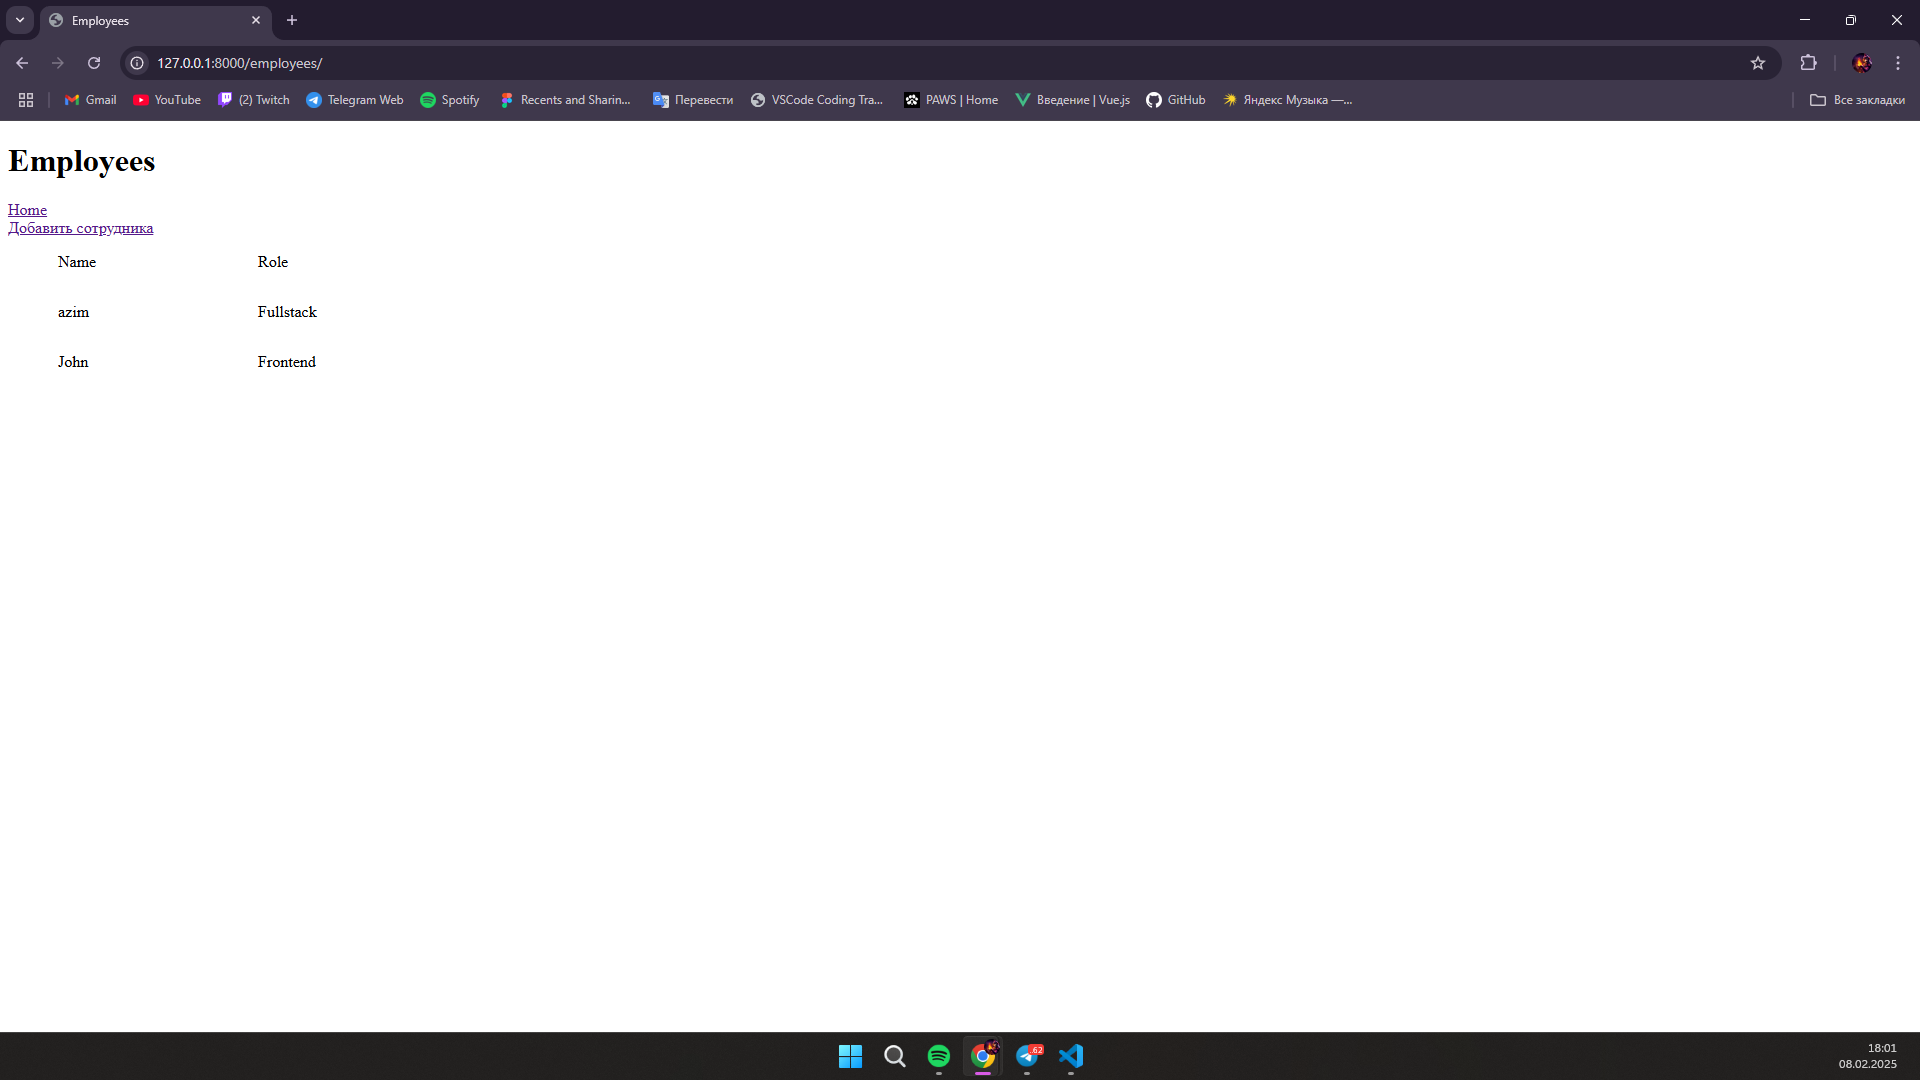 Employees
127.0.0.1:8000/employees/
Gmail YouTube (2) Twitch Telegram Web Spotify Recents and Sharin... Перевести VSCode Coding Tra... PAWS | Home Введение | Vue.js GitHub Яндекс Музыка —... Все закладки
Employees
Home
Добавить сотрудника
Name Role
azim Fullstack
John Frontend
62
18:01
08.02.2025